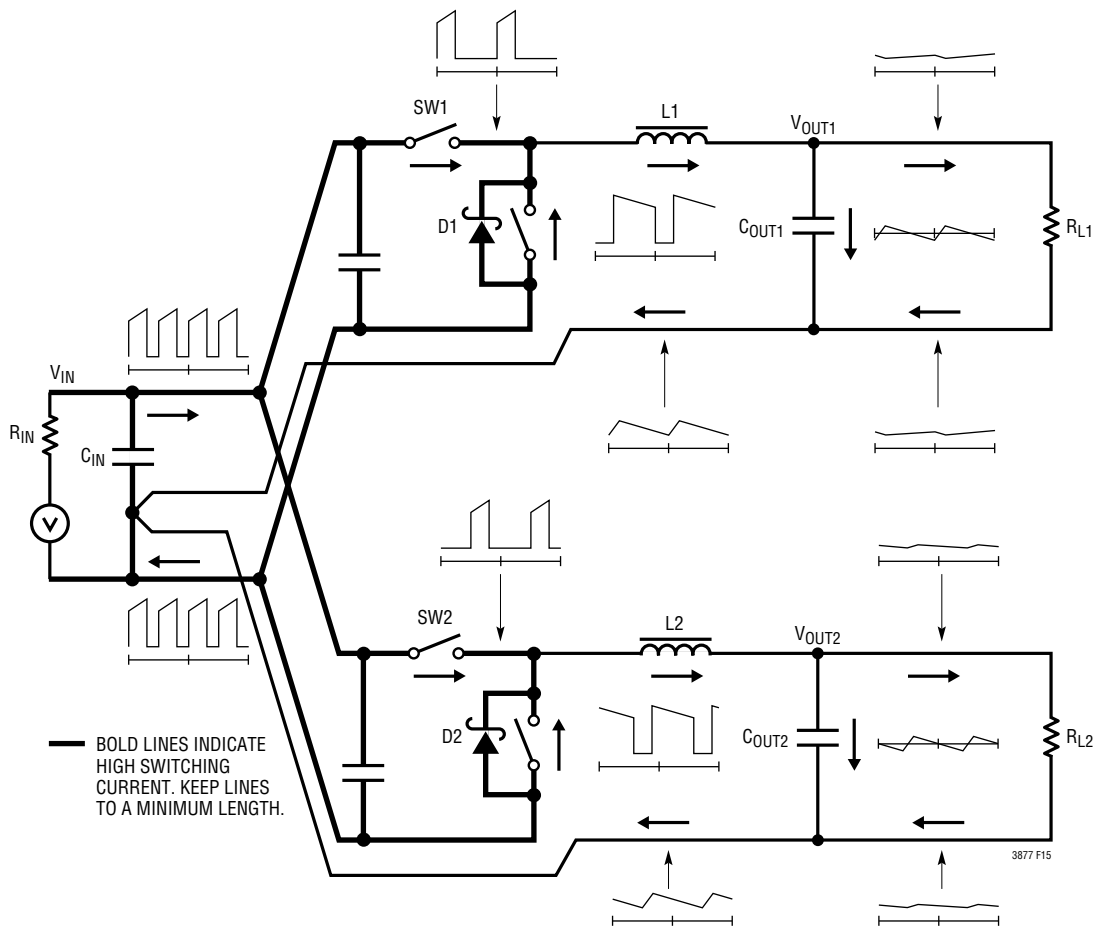 SW1
L1
VOUT1
D1
COUT1
RL1
VIN
RIN
CIN
V
SW2
L2
VOUT2
D2
COUT2
RL2
BOLD LINES INDICATE
HIGH SWITCHING
CURRENT. KEEP LINES
TO A MINIMUM LENGTH.
3877 F15